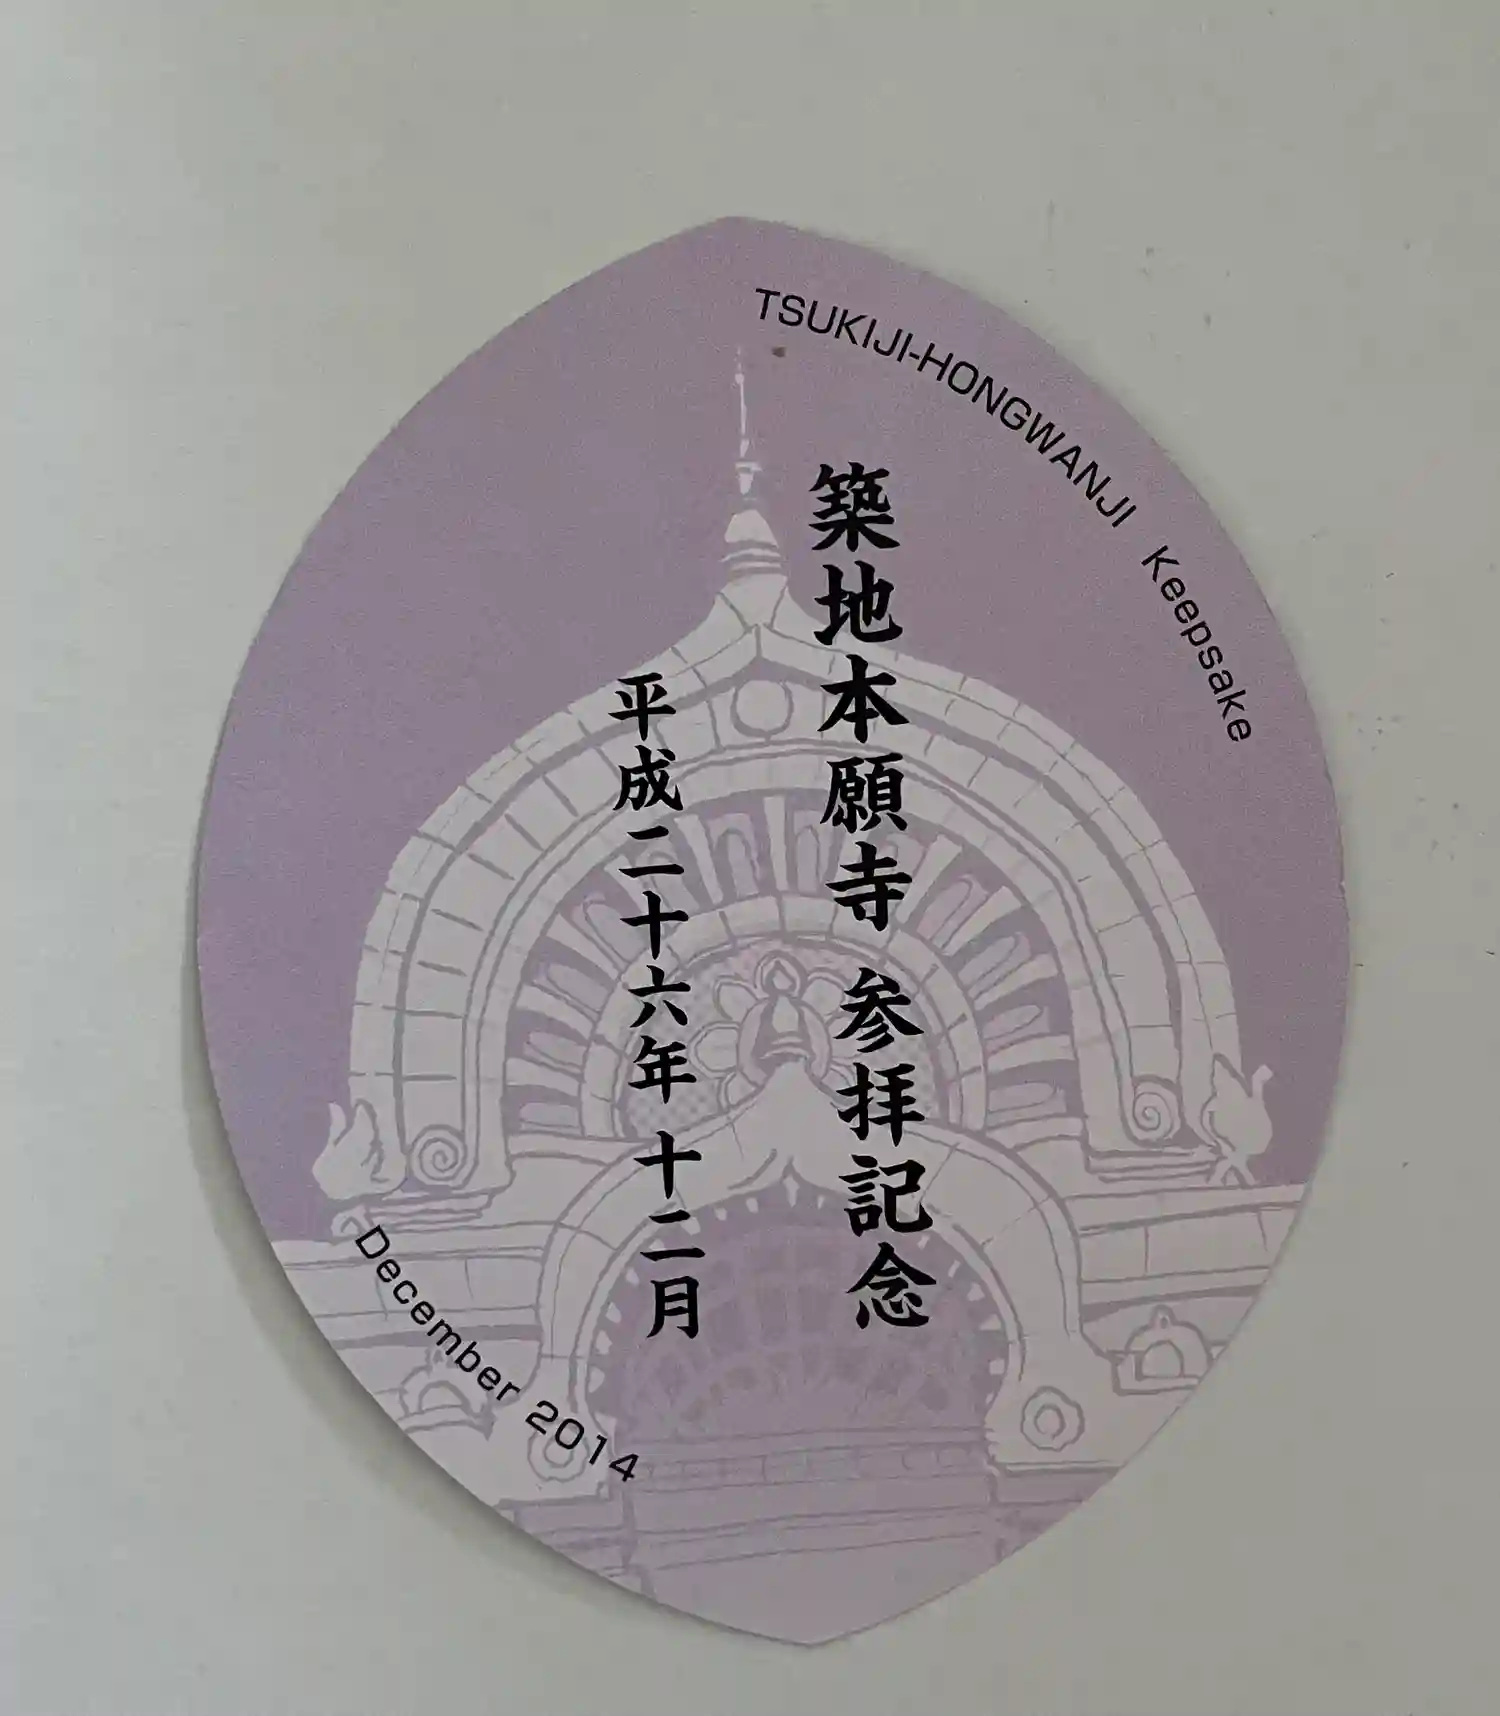 TSUKIJI-HONGWANJI Keepsake
築地本願寺 参拝記念
平成二十六年 十二月
December 2014